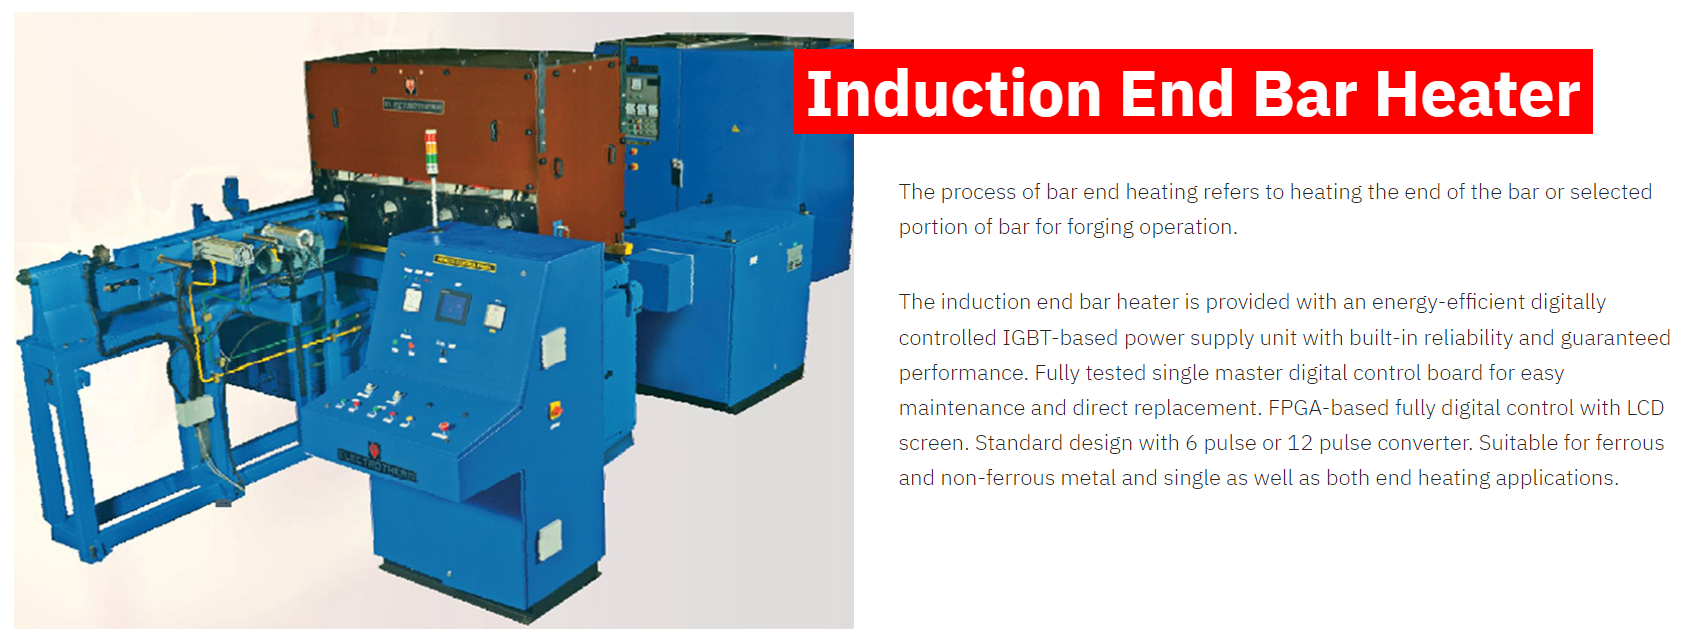 ELECTROTHERM
Induction End Bar Heater
The process of bar end heating refers to heating the end of the bar or selected
portion of bar for forging operation.
The induction end bar heater is provided with an energy-efficient digitally
controlled IGBT-based power supply unit with built-in reliability and guaranteed
performance. Fully tested single master digital control board for easy
maintenance and direct replacement. FPGA-based fully digital control with LCD
screen. Standard design with 6 pulse or 12 pulse converter. Suitable for ferrous
and non-ferrous metal and single as well as both end heating applications.
ELECTROTHERM